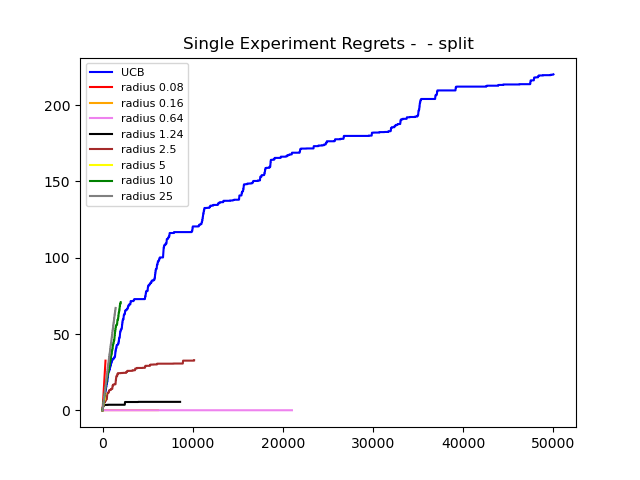 Single Experiment Regrets -  - split
UCB
radius 0.08
radius 0.16
radius 0.64
radius 1.24
radius 2.5
radius 5
radius 10
radius 25
200
150
100
50
0
0 10000 20000 30000 40000 50000